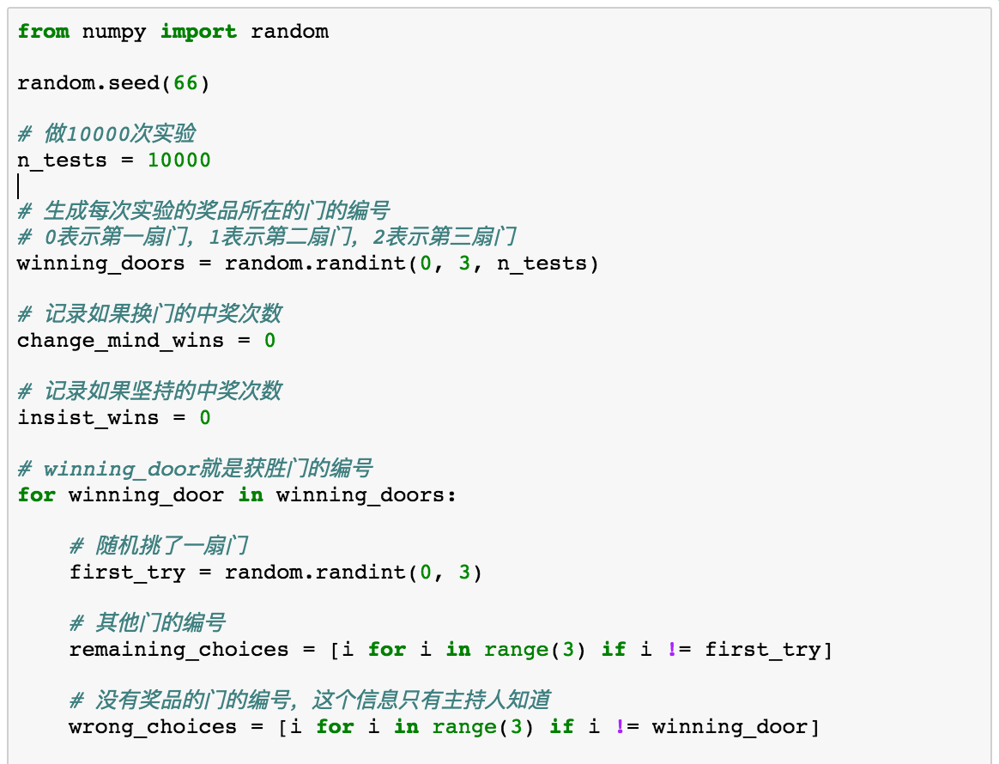 from numpy import random
random.seed(66)
# 做10000次实验
n_tests = 10000
# 生成每次实验的奖品所在的门的编号
# 0表示第一扇门, 1表示第二扇门, 2表示第三扇门
winning_doors = random.randint(0, 3, n_tests)
# 记录如果换门的中奖次数
change_mind_wins = 0
# 记录如果坚持的中奖次数
insist_wins = 0
# winning_door就是获胜门的编号
for winning_door in winning_doors:
    # 随机挑了一扇门
    first_try = random.randint(0, 3)
    # 其他门的编号
    remaining_choices = [i for i in range(3) if i != first_try]
    # 没有奖品的门的编号, 这个信息只有主持人知道
    wrong_choices = [i for i in range(3) if i != winning_door]